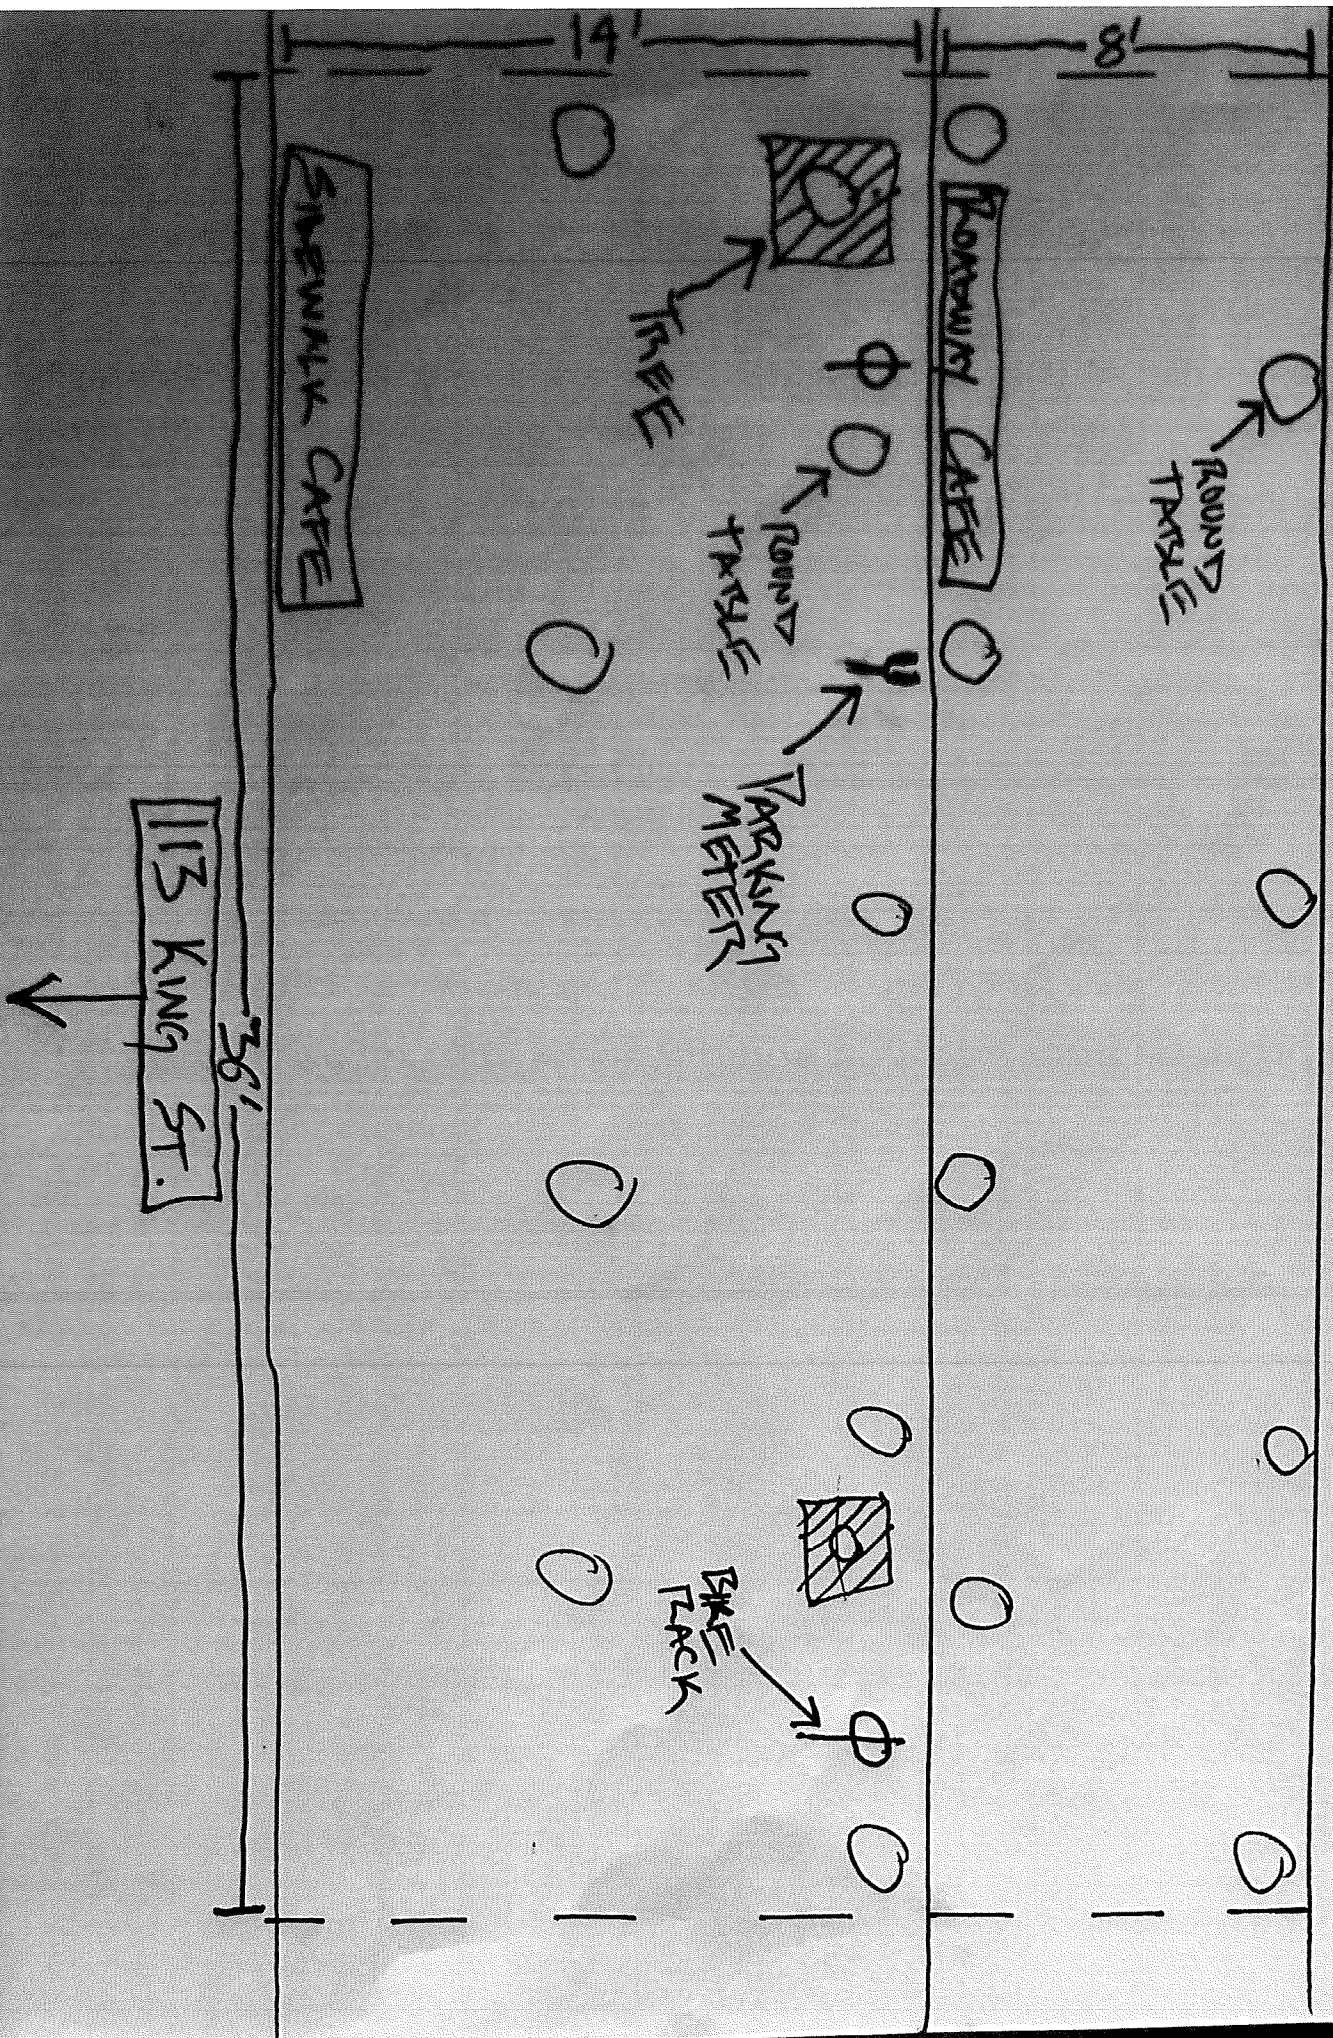 14'
8'
ROADWAY CAFE
ROUND
TABLE
TREE
ROUND
TABLE
PARKING
METER
BIKE
RACK
SIDEWALK CAFE
36'
113 KING ST.